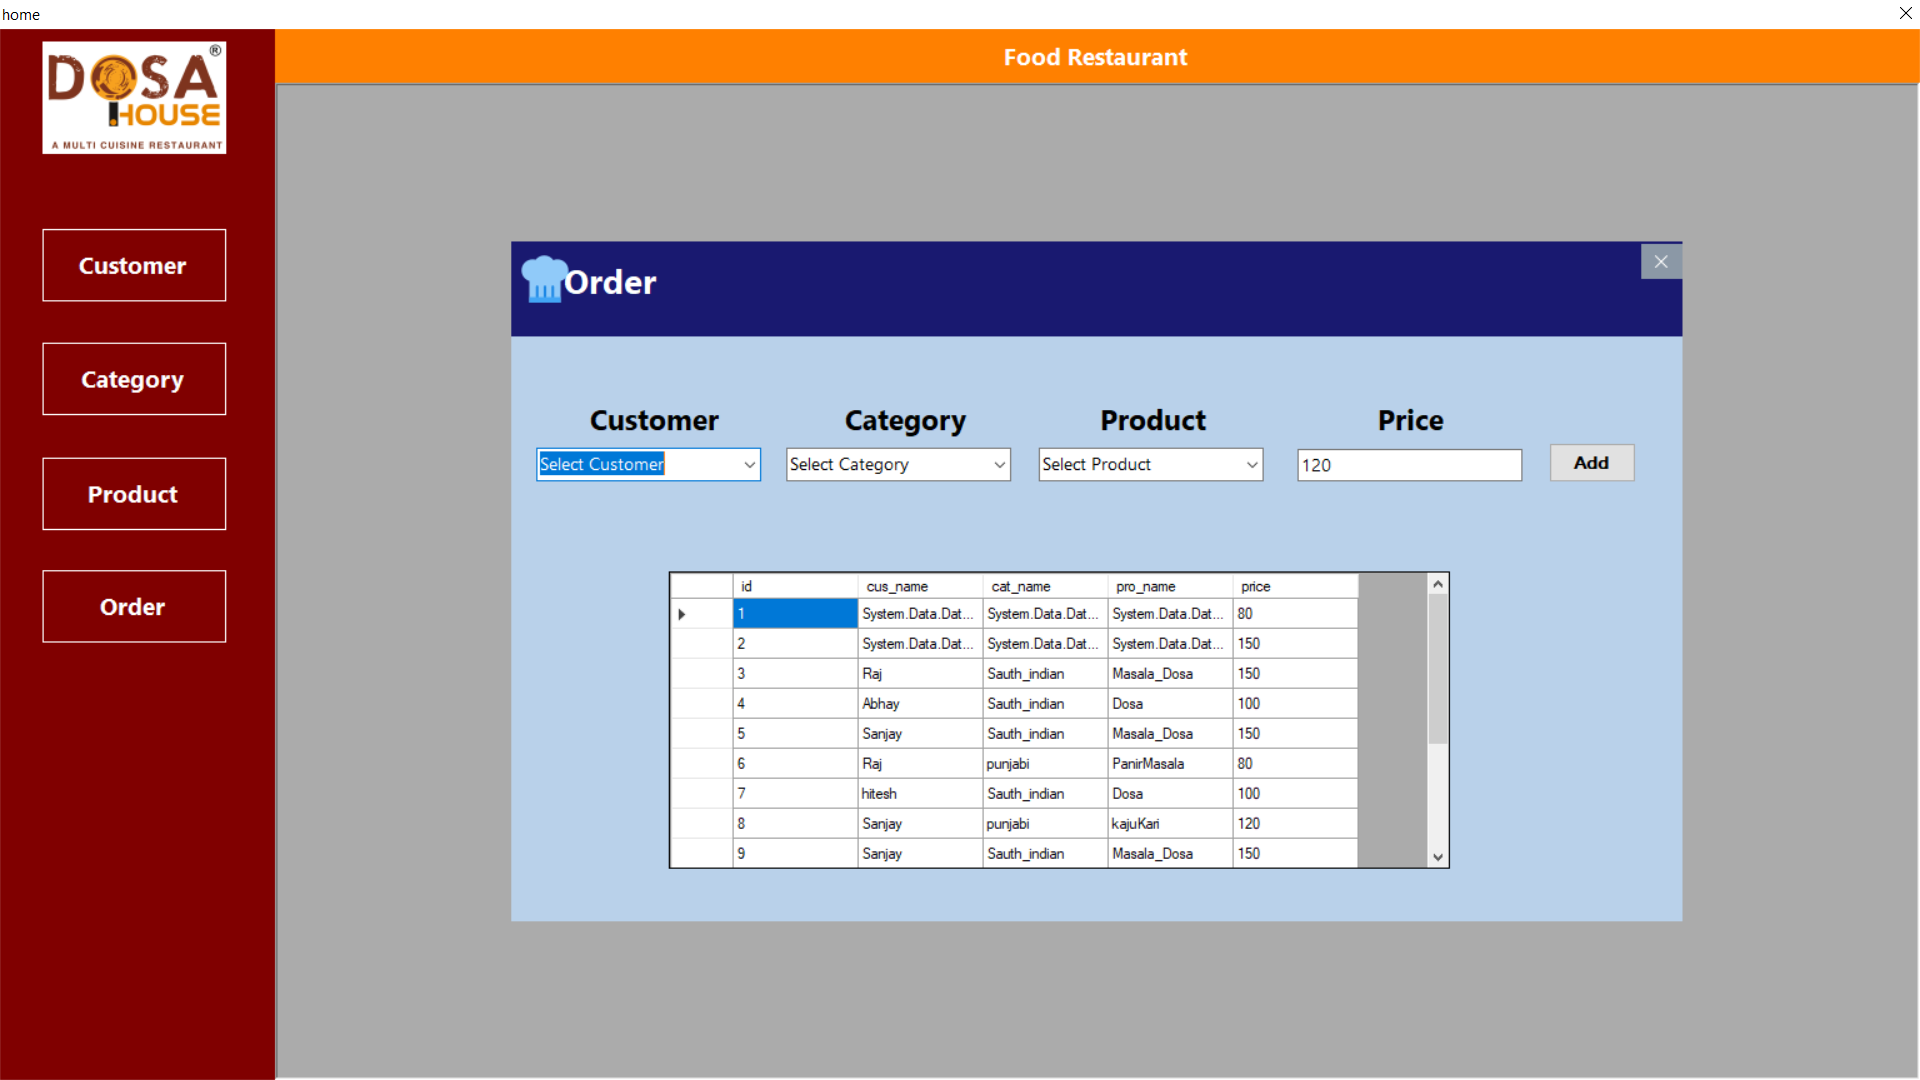 home
DOSA®
HOUSE
A MULTI CUISINE RESTAURANT
Food Restaurant
Customer
Category
Product
Order
Order
Customer Category Product Price
Select Customer Select Category Select Product 120 Add
id cus_name cat_name pro_name price
1 System.Data.Dat... System.Data.Dat... System.Data.Dat... 80
2 System.Data.Dat... System.Data.Dat... System.Data.Dat... 150
3 Raj Sauth_indian Masala_Dosa 150
4 Abhay Sauth_indian Dosa 100
5 Sanjay Sauth_indian Masala_Dosa 150
6 Raj punjabi PanirMasala 80
7 hitesh Sauth_indian Dosa 100
8 Sanjay punjabi kajuKari 120
9 Sanjay Sauth_indian Masala_Dosa 150